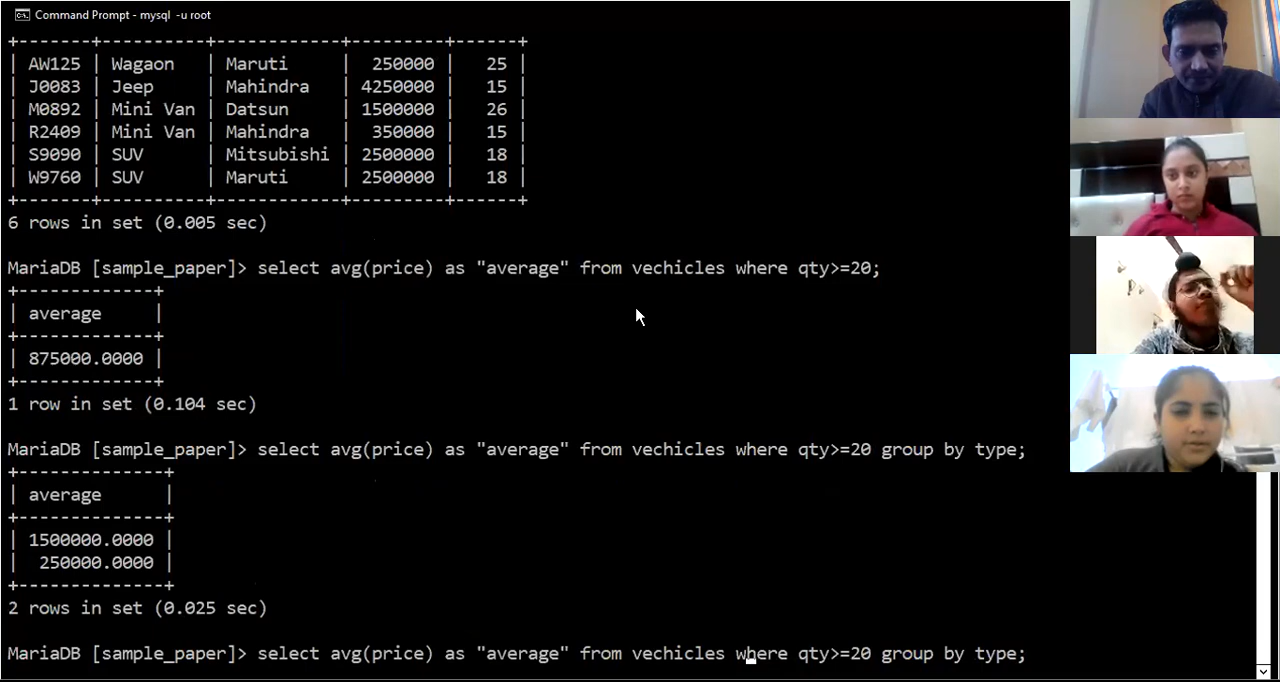 Command Prompt - mysql -u root
+-------+----------+------------+---------+------+
| AW125 | Wagaon   | Maruti     |  250000 |   25 |
| J0083 | Jeep     | Mahindra   | 4250000 |   15 |
| M0892 | Mini Van | Datsun     | 1500000 |   26 |
| R2409 | Mini Van | Mahindra   |  350000 |   15 |
| S9090 | SUV      | Mitsubishi | 2500000 |   18 |
| W9760 | SUV      | Maruti     | 2500000 |   18 |
+-------+----------+------------+---------+------+
6 rows in set (0.005 sec)
MariaDB [sample_paper]> select avg(price) as "average" from vechicles where qty>=20;
+-------------+
| average     |
+-------------+
| 875000.0000 |
+-------------+
1 row in set (0.104 sec)
MariaDB [sample_paper]> select avg(price) as "average" from vechicles where qty>=20 group by type;
+--------------+
| average      |
+--------------+
| 1500000.0000 |
|  250000.0000 |
+--------------+
2 rows in set (0.025 sec)
MariaDB [sample_paper]> select avg(price) as "average" from vechicles where qty>=20 group by type;